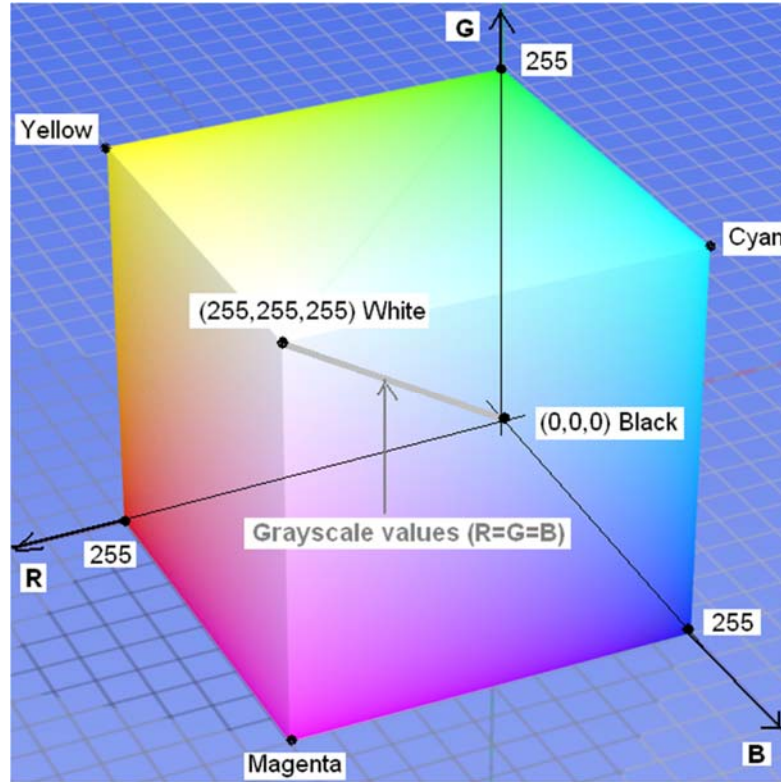 G
255
Yellow
Cyan
(255,255,255) White
(0,0,0) Black
Grayscale values (R=G=B)
255
R
255
B
Magenta